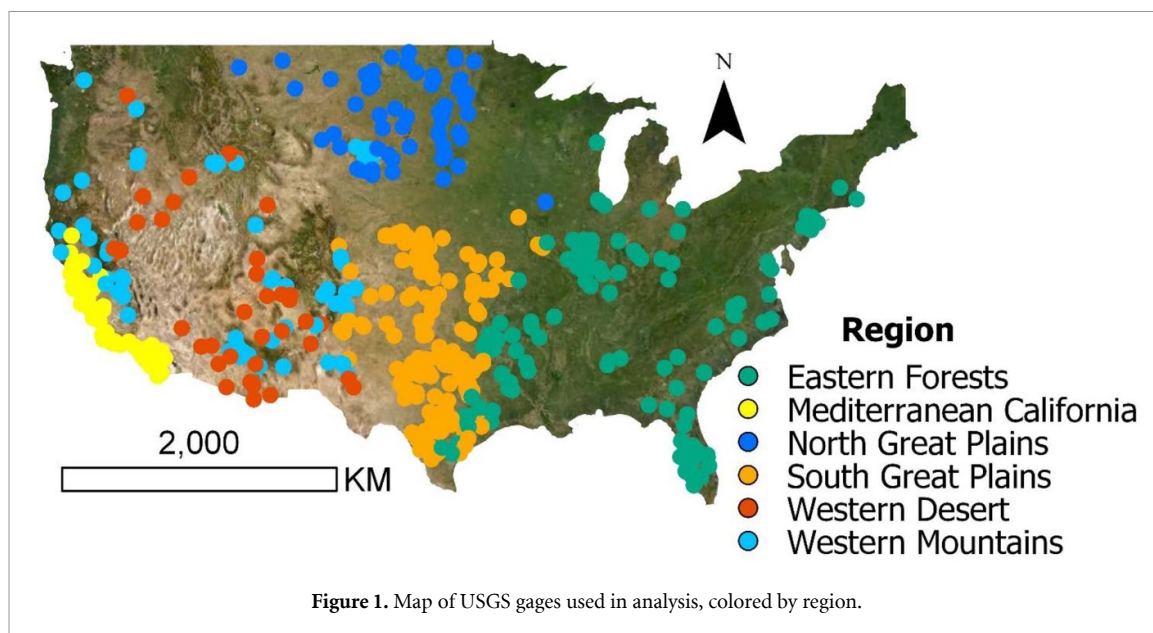 N
Region
Eastern Forests
Mediterranean California
North Great Plains
South Great Plains
Western Desert
Western Mountains
2,000
KM
Figure 1. Map of USGS gages used in analysis, colored by region.